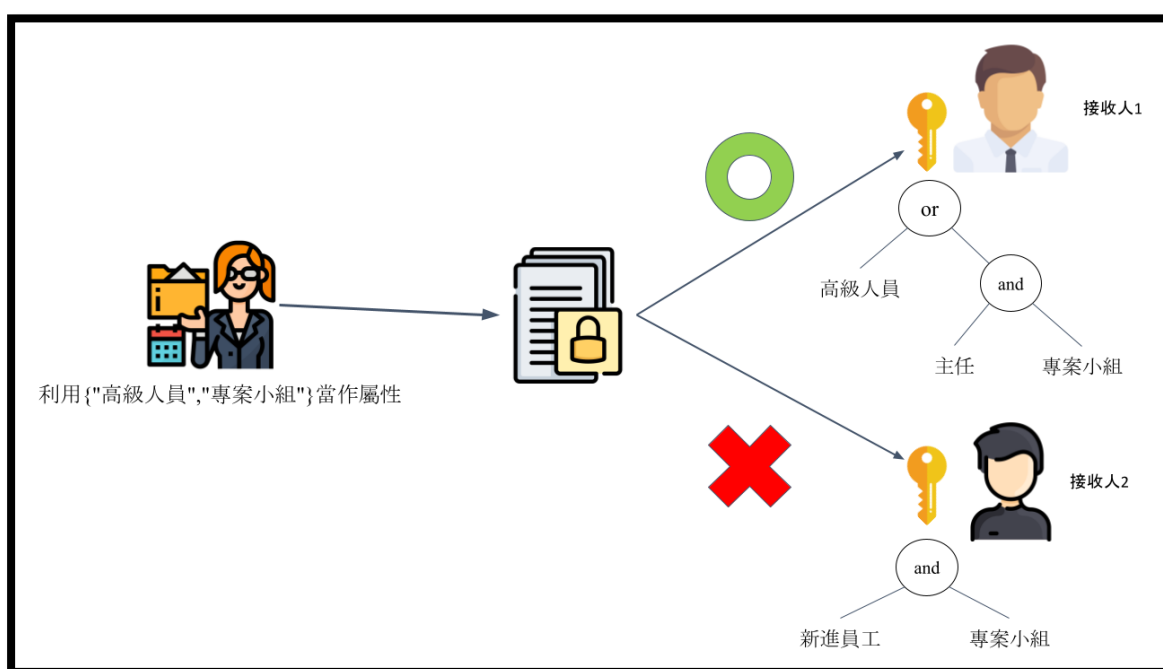 接收人1
or
高級人員
and
主任
專案小組
利用{"高級人員","專案小組"}當作屬性
接收人2
and
新進員工
專案小組